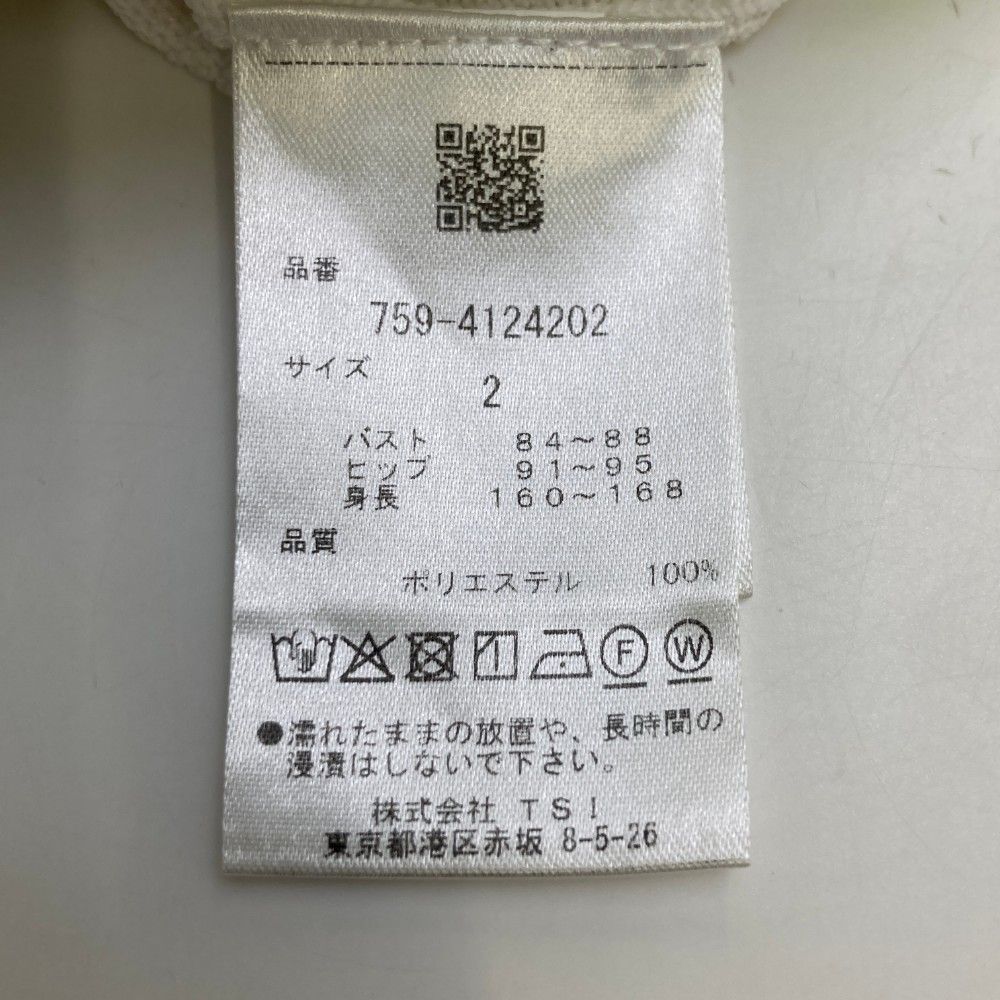 品番
759-4124202
サイズ
2
バスト 84～88
ヒップ 91～95
身長 160～168
品質
ポリエステル 100%
F W
●濡れたままの放置や、長時間の
浸漬はしないで下さい。
株式会社 TSI
東京都港区赤坂 8-5-26